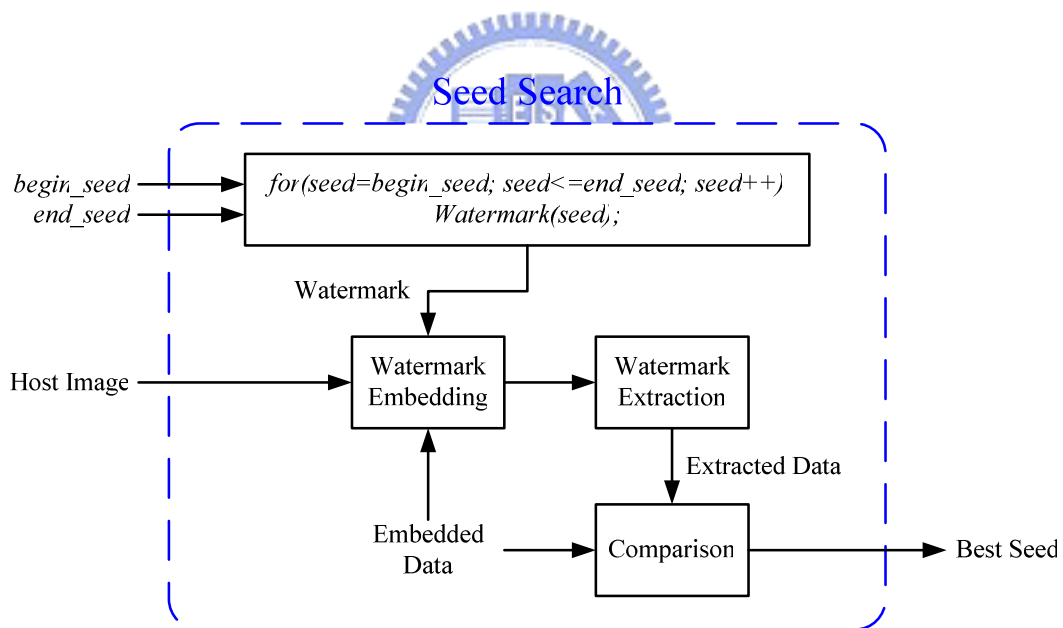 Seed Search
begin_seed
end_seed
for(seed=begin_seed; seed<=end_seed; seed++)
Watermark(seed);
Watermark
Host Image
Watermark
Embedding
Watermark
Extraction
Extracted Data
Embedded
Data
Comparison
Best Seed